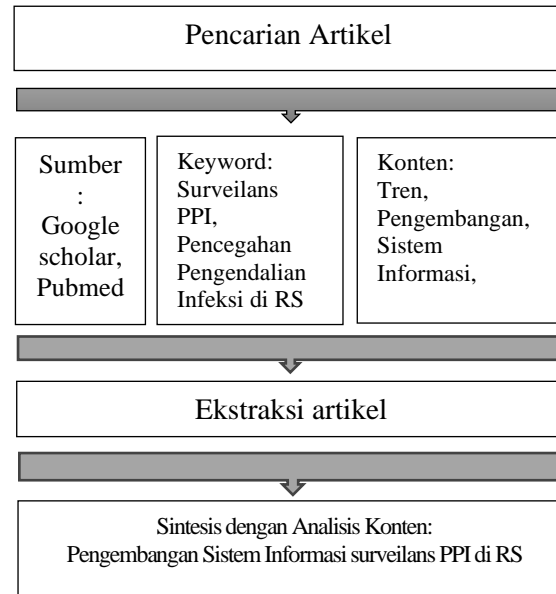 Pencarian Artikel
Sumber
:
Google
scholar,
Pubmed
Keyword:
Surveilans
PPI,
Pencegahan
Pengendalian
Infeksi di RS
Konten:
Tren,
Pengembangan,
Sistem
Informasi,
Ekstraksi artikel
Sintesis dengan Analisis Konten:
Pengembangan Sistem Informasi surveilans PPI di RS